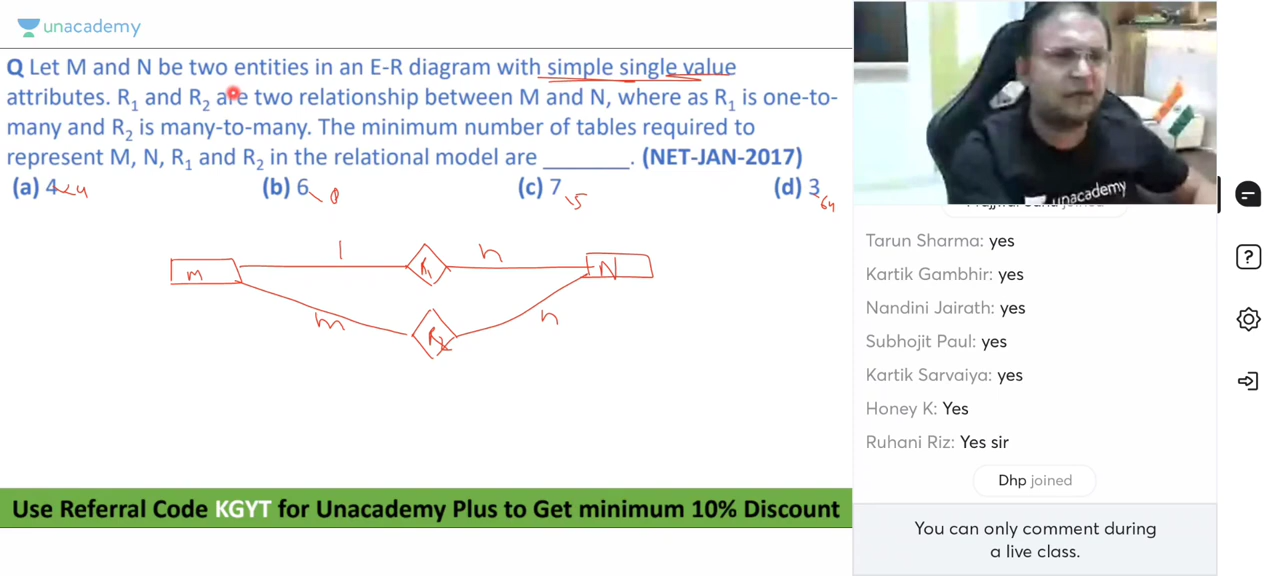 unacademy
Q Let M and N be two entities in an E-R diagram with simple single value
attributes. R1 and R2 are two relationship between M and N, where as R1 is one-to-
many and R2 is many-to-many. The minimum number of tables required to
represent M, N, R1 and R2 in the relational model are ________. (NET-JAN-2017)
(a) 4 (b) 6 (c) 7 (d) 3
4 0 5 64
1 n
m R1 N
m n
R2
Use Referral Code KGYT for Unacademy Plus to Get minimum 10% Discount
unacademy
joined
Tarun Sharma: yes
Kartik Gambhir: yes
Nandini Jairath: yes
Subhojit Paul: yes
Kartik Sarvaiya: yes
Honey K: Yes
Ruhani Riz: Yes sir
Dhp joined
You can only comment during
a live class.
?